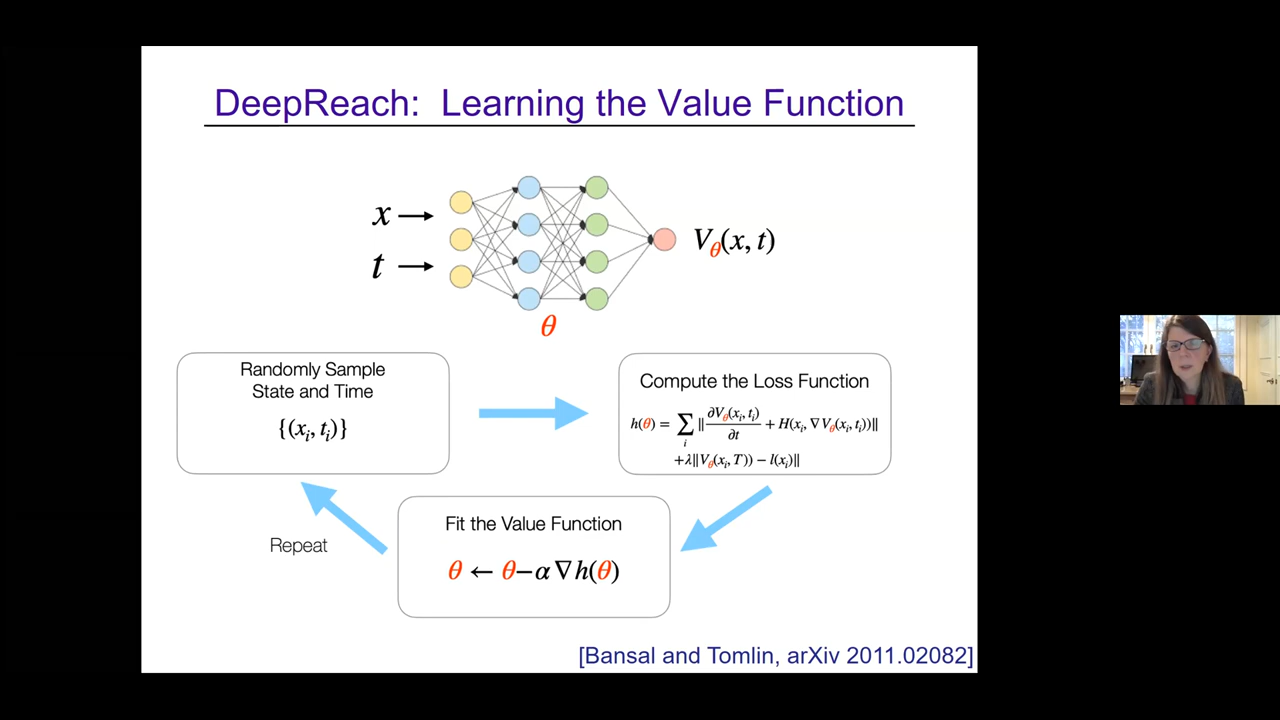 DeepReach: Learning the Value Function
x
t
V_θ(x, t)
θ
Randomly Sample
State and Time
{(x_i, t_i)}
Compute the Loss Function
h(θ) = ∑_i ‖∂V_θ(x_i, t_i)/∂t + H(x_i, ∇V_θ(x_i, t_i))‖
+λ‖V_θ(x_i, T)) − l(x_i)‖
Fit the Value Function
θ ← θ−α∇h(θ)
Repeat
[Bansal and Tomlin, arXiv 2011.02082]